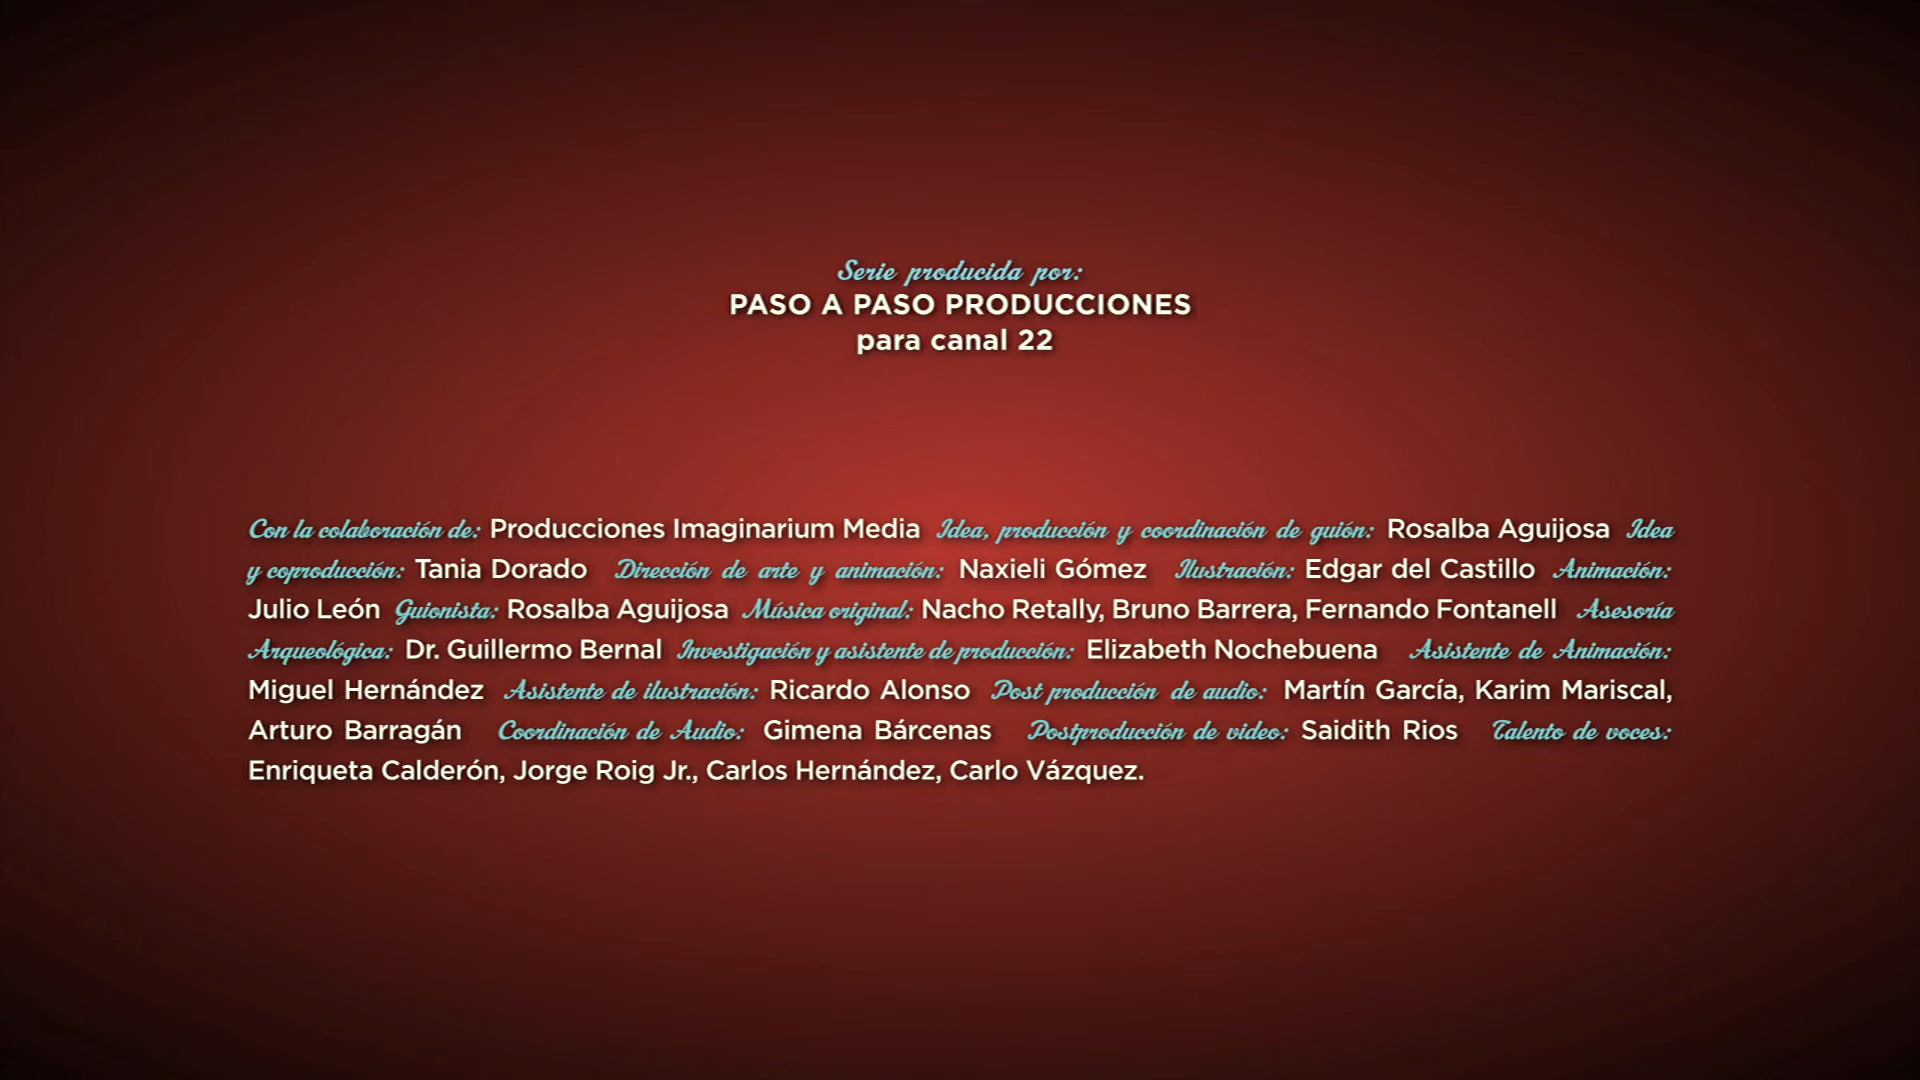 Serie producida por:
PASO A PASO PRODUCCIONES
para canal 22
Con la colaboración de: Producciones Imaginarium Media Idea, producción y coordinación de guión: Rosalba Aguijosa Idea
y coproducción: Tania Dorado Dirección de arte y animación: Naxieli Gómez Ilustración: Edgar del Castillo Animación:
Julio León Guionista: Rosalba Aguijosa Música original: Nacho Retally, Bruno Barrera, Fernando Fontanell Asesoría
Arqueológica: Dr. Guillermo Bernal Investigación y asistente de producción: Elizabeth Nochebuena Asistente de Animación:
Miguel Hernández Asistente de ilustración: Ricardo Alonso Post producción de audio: Martín García, Karim Mariscal,
Arturo Barragán Coordinación de Audio: Gimena Bárcenas Postproducción de video: Saidith Rios Talento de voces:
Enriqueta Calderón, Jorge Roig Jr., Carlos Hernández, Carlo Vázquez.